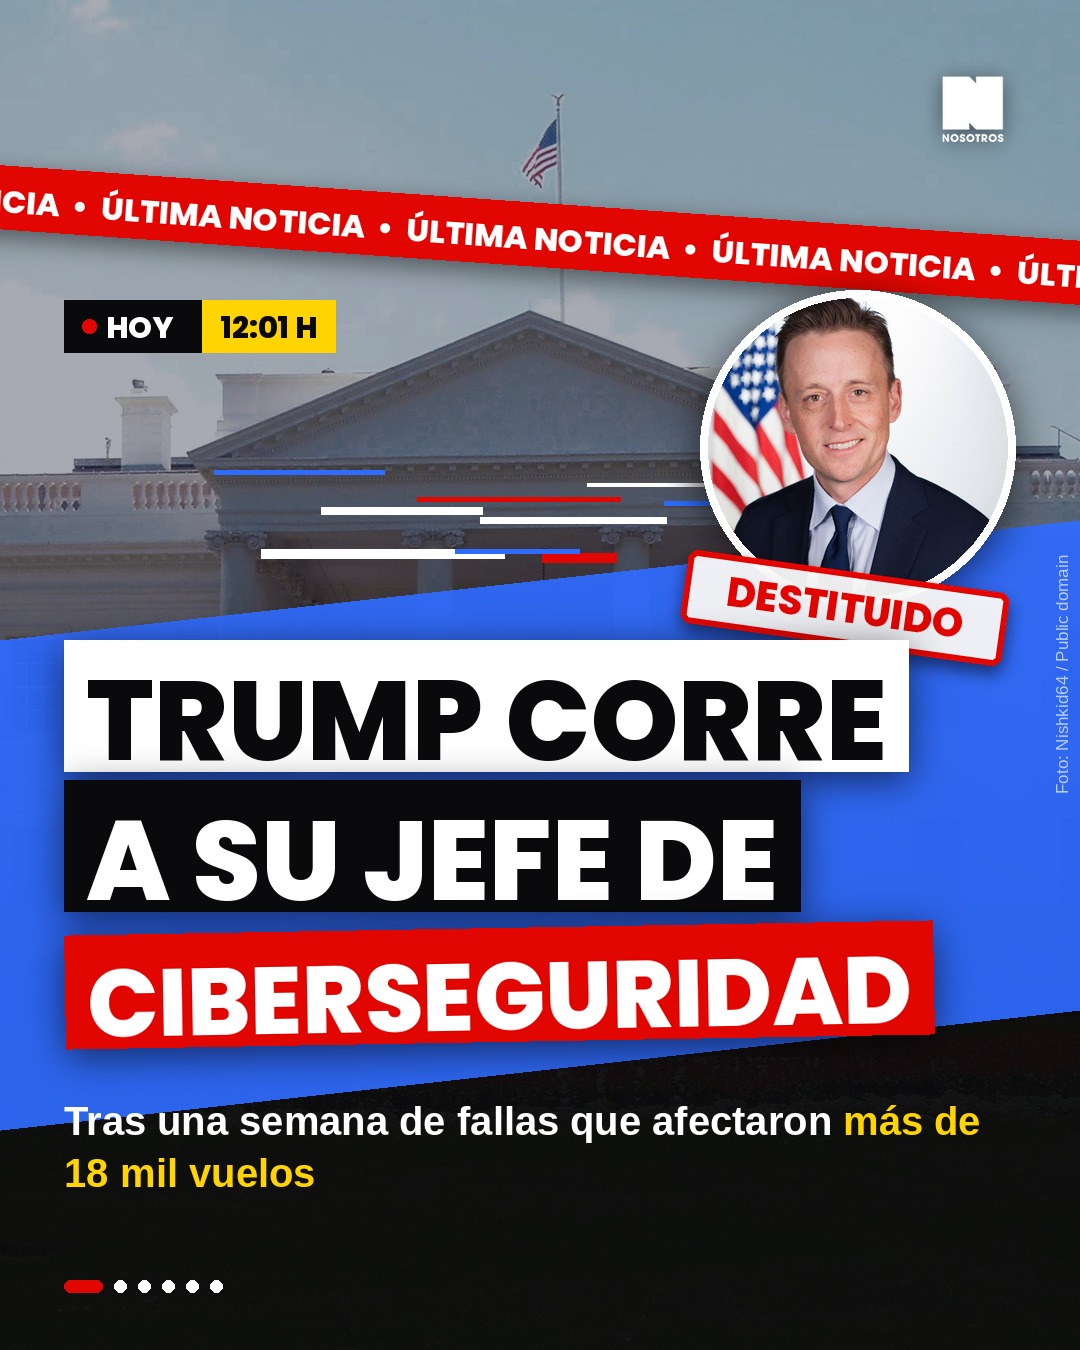 NOSOTROS
ICIA • ÚLTIMA NOTICIA • ÚLTIMA NOTICIA • ÚLTIMA NOTICIA • ÚLTI
HOY 12:01 H
DESTITUIDO
TRUMP CORRE
A SU JEFE DE
CIBERSEGURIDAD
Foto: Nishkid64 / Public domain
Tras una semana de fallas que afectaron más de
18 mil vuelos